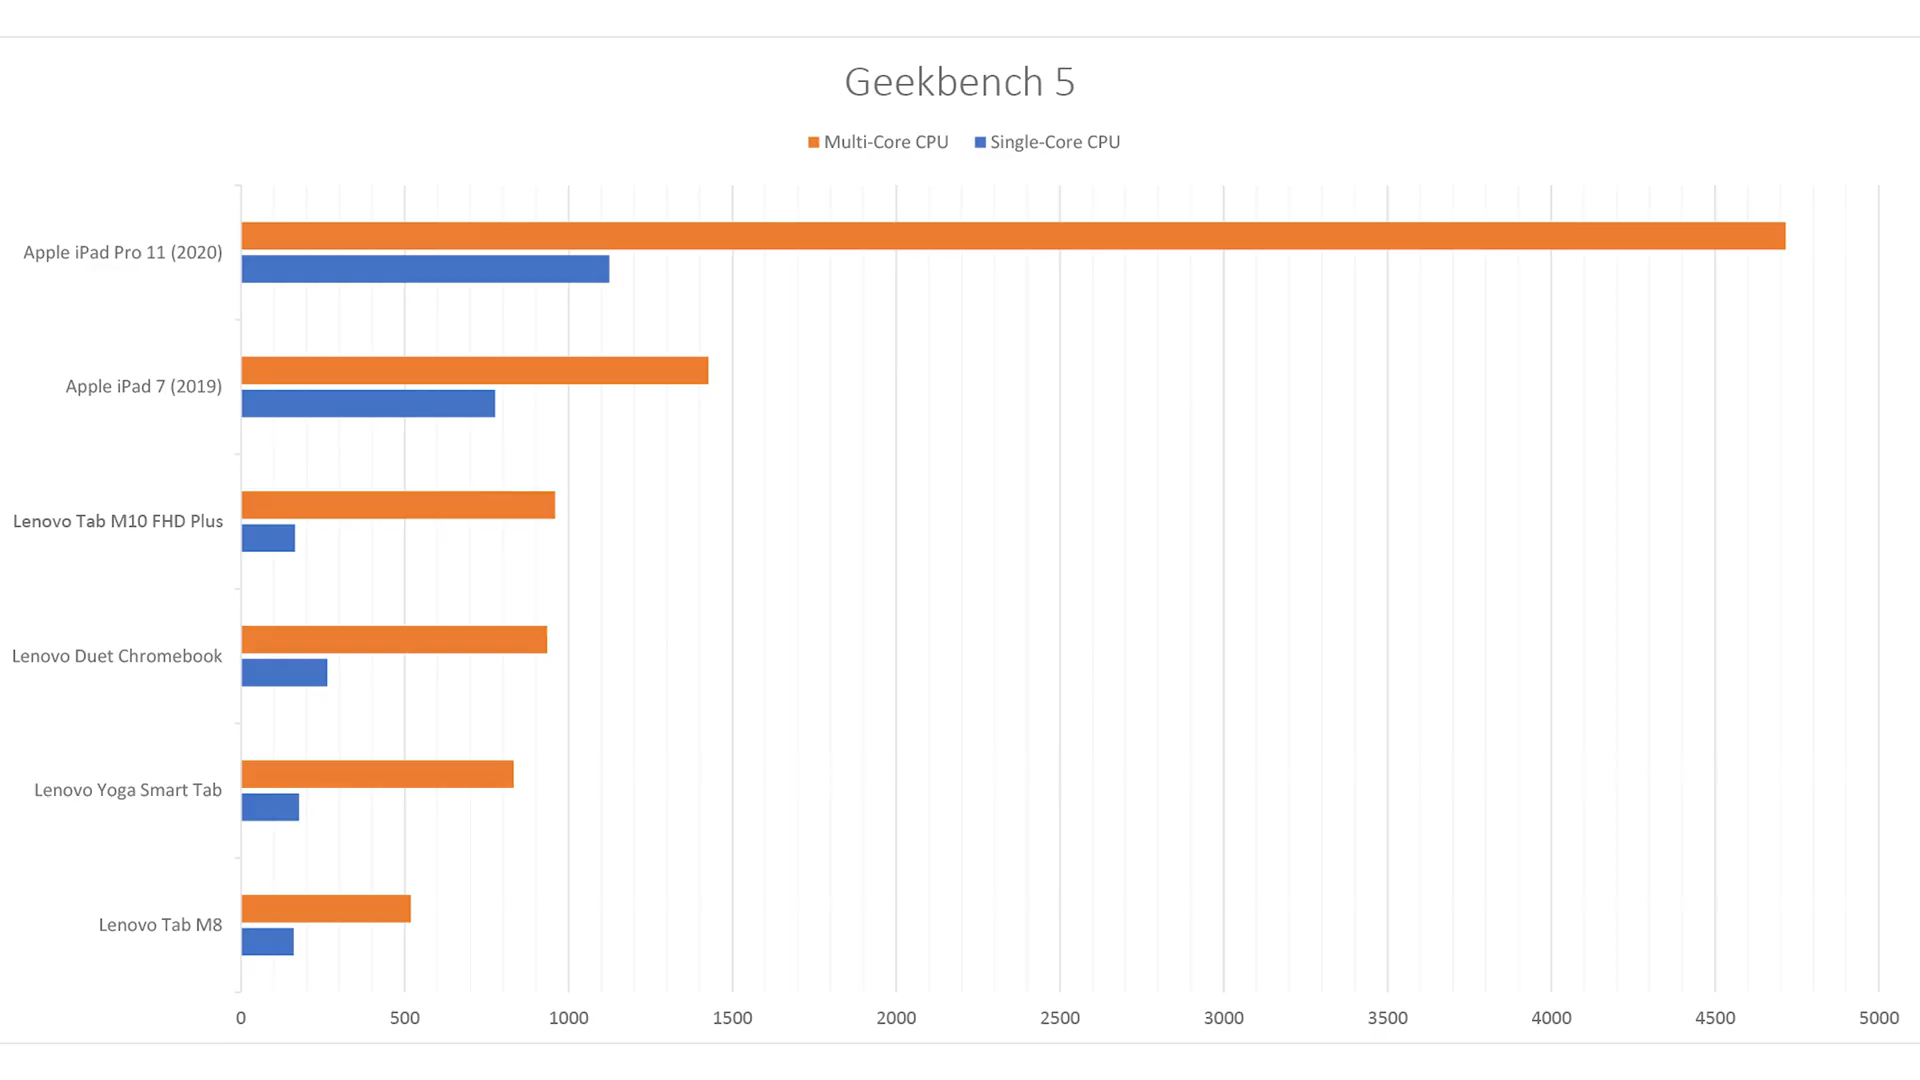 Geekbench 5
Multi-Core CPU Single-Core CPU
Apple iPad Pro 11 (2020)
Apple iPad 7 (2019)
Lenovo Tab M10 FHD Plus
Lenovo Duet Chromebook
Lenovo Yoga Smart Tab
Lenovo Tab M8
0 500 1000 1500 2000 2500 3000 3500 4000 4500 5000